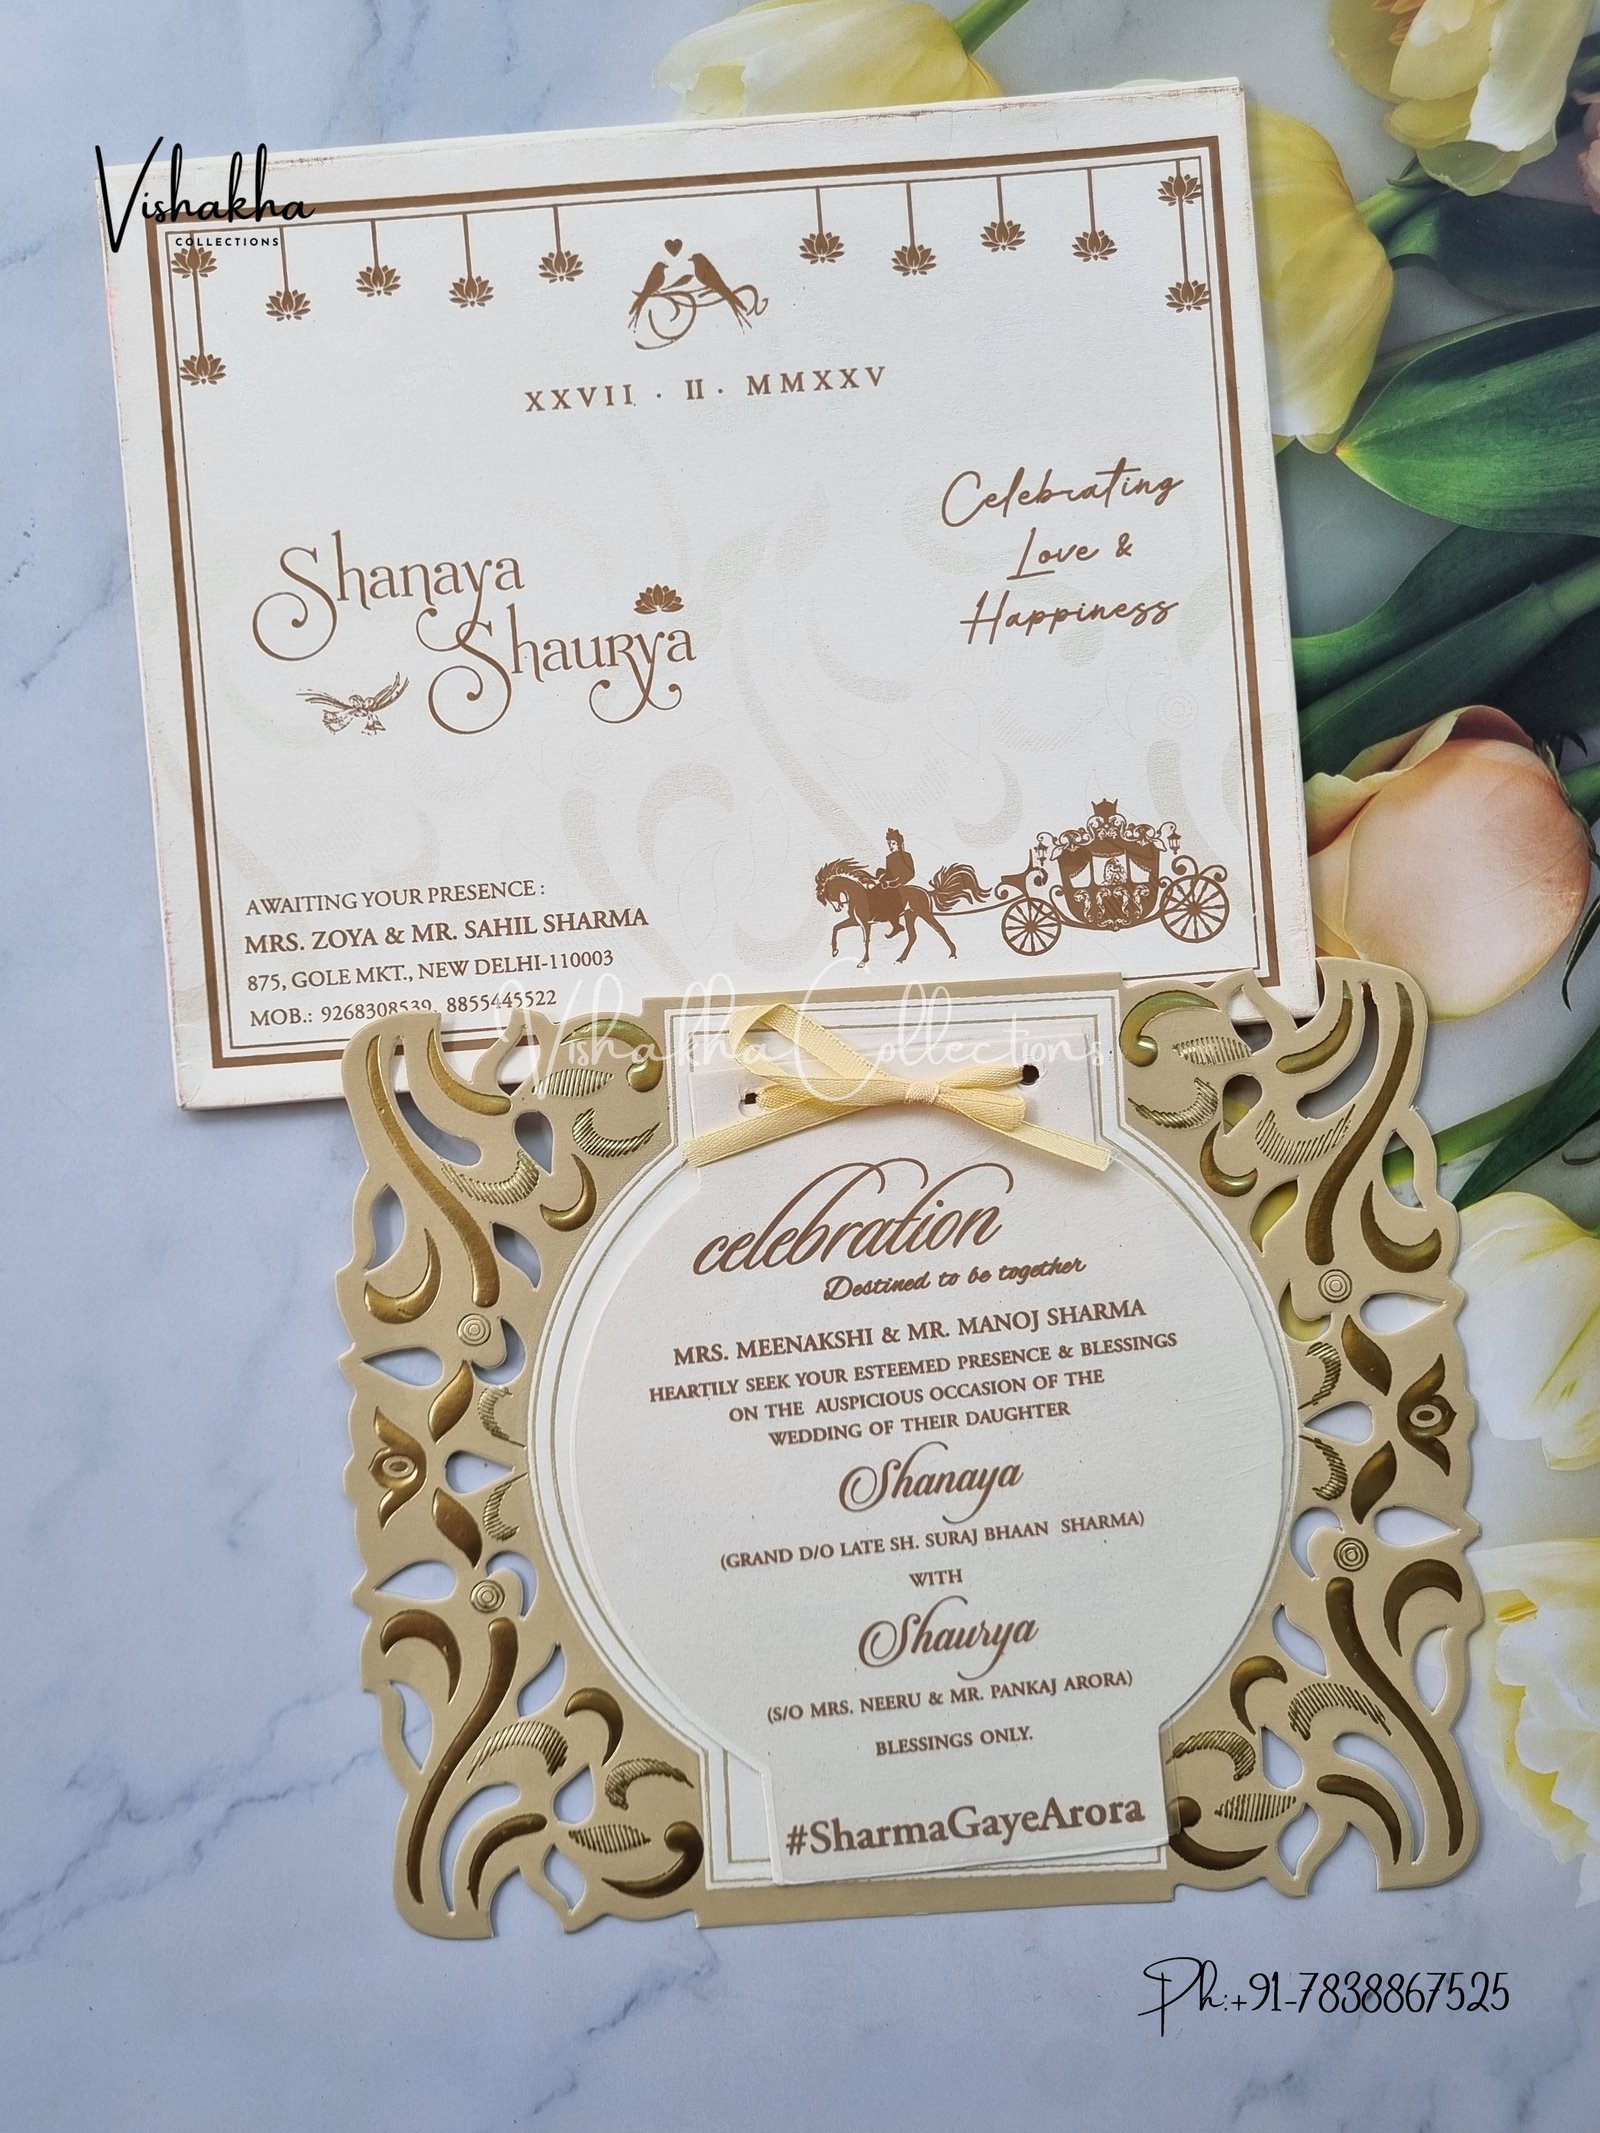 Vishakha
COLLECTIONS
XXVII . II . MMXXV
Shanaya
Shaurya
Celebrating
Love &
Happiness
AWAITING YOUR PRESENCE :
MRS. ZOYA & MR. SAHIL SHARMA
875, GOLE MKT., NEW DELHI-110003
MOB.: 9268308539, 8855445522
Vishakha Collections
celebration
Destined to be together
MRS. MEENAKSHI & MR. MANOJ SHARMA
HEARTILY SEEK YOUR ESTEEMED PRESENCE & BLESSINGS
ON THE AUSPICIOUS OCCASION OF THE
WEDDING OF THEIR DAUGHTER
Shanaya
(GRAND D/O LATE SH. SURAJ BHAAN SHARMA)
WITH
Shaurya
(S/O MRS. NEERU & MR. PANKAJ ARORA)
BLESSINGS ONLY.
#SharmaGayeArora
Ph:+91-7838867525